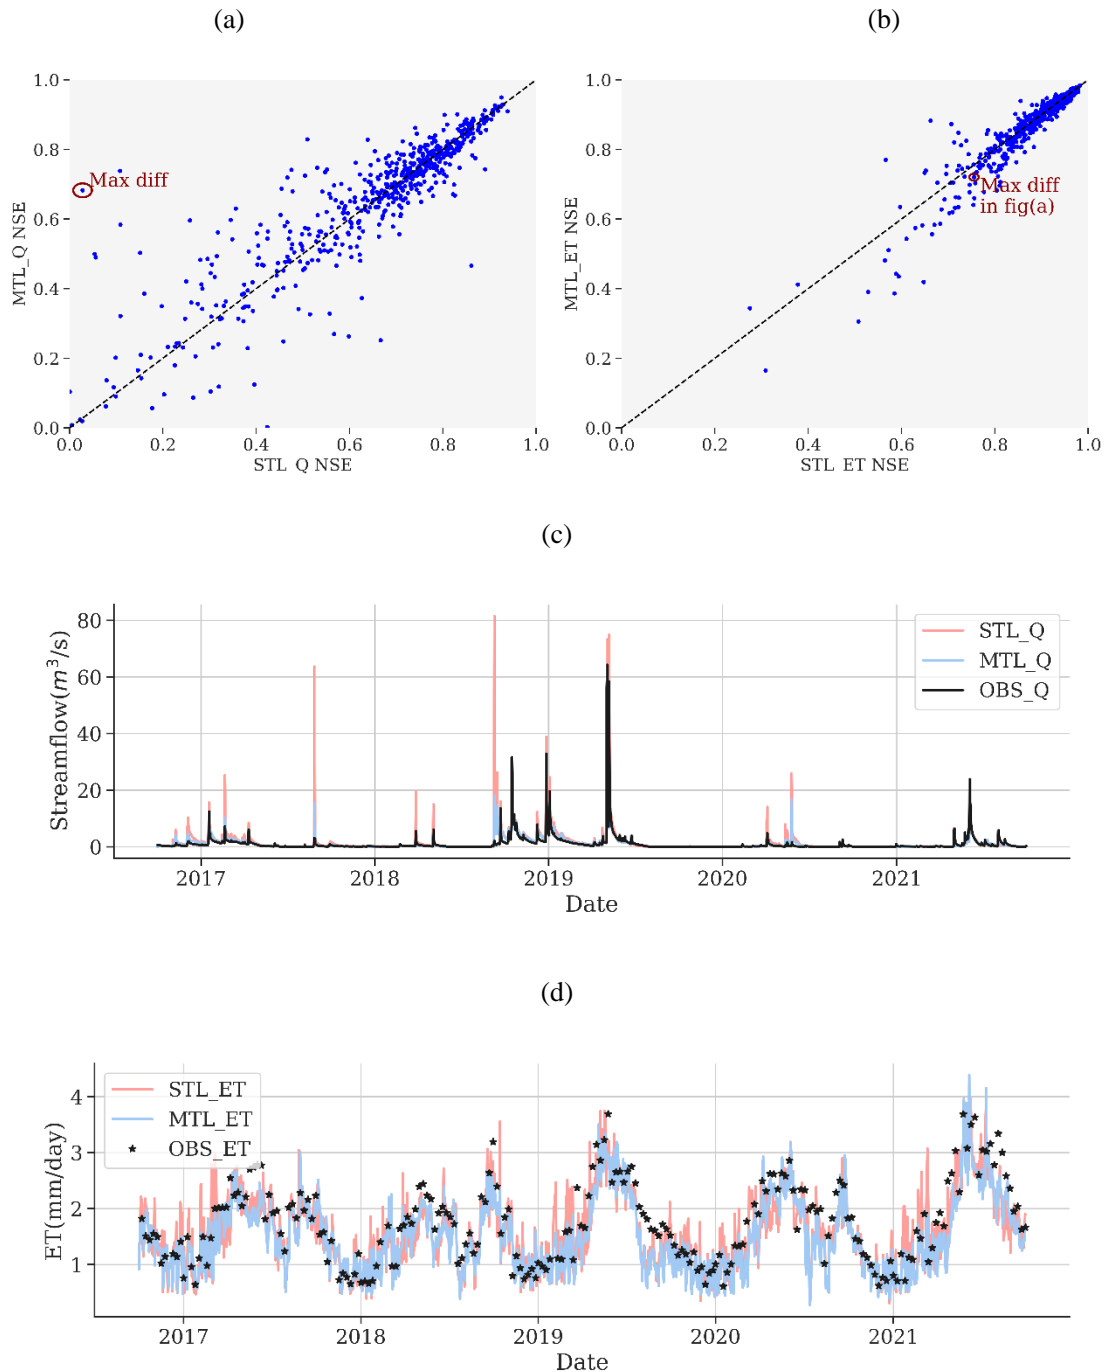 (a)
(b)
1.0
0.8
0.6
0.4
0.2
0.0
MTL_Q NSE
Max diff
0.0
0.2
0.4
0.6
0.8
1.0
STL Q NSE
1.0
0.8
0.6
0.4
0.2
0.0
MTL_ET NSE
Max diff
in fig(a)
0.0
0.2
0.4
0.6
0.8
1.0
STL ET NSE
(c)
80
60
40
20
0
Streamflow(m³/s)
STL_Q
MTL_Q
OBS_Q
2017
2018
2019
2020
2021
Date
(d)
4
3
2
1
ET(mm/day)
STL_ET
MTL_ET
OBS_ET
2017
2018
2019
2020
2021
Date